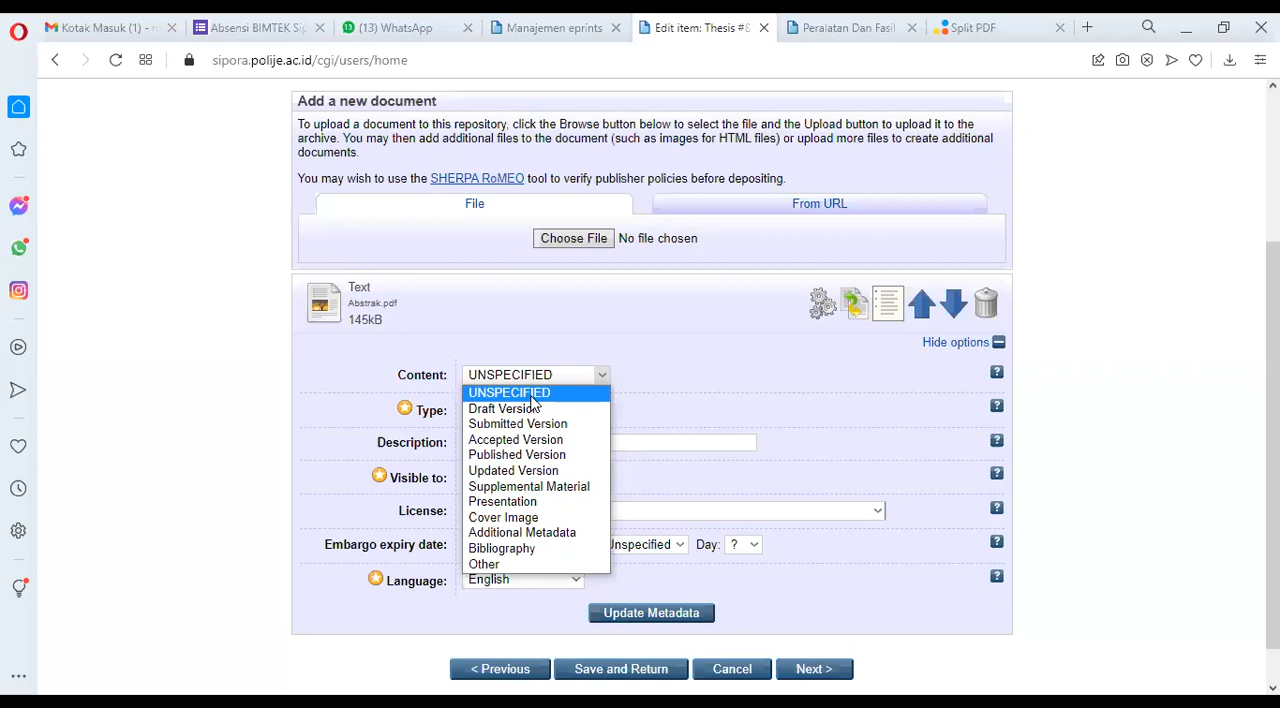 Kotak Masuk (1) - n
Absensi BIMTEK Sip
(13) WhatsApp
Manajemen eprints
Edit item: Thesis #8
Peralatan Dan Fasil
Split PDF
sipora.polije.ac.id/cgi/users/home
Add a new document
To upload a document to this repository, click the Browse button below to select the file and the Upload button to upload it to the
archive. You may then add additional files to the document (such as images for HTML files) or upload more files to create additional
documents.
You may wish to use the SHERPA RoMEO tool to verify publisher policies before depositing.
File
From URL
Choose File No file chosen
Text
Abstrak.pdf
145kB
Hide options
Content: UNSPECIFIED
UNSPECIFIED
Type:
Draft Version
Submitted Version
Accepted Version
Description:
Published Version
Updated Version
Visible to:
Supplemental Material
Presentation
License:
Cover Image
Additional Metadata
Embargo expiry date: Unspecified Day: ?
Bibliography
Other
Language: English
Update Metadata
< Previous
Save and Return
Cancel
Next >